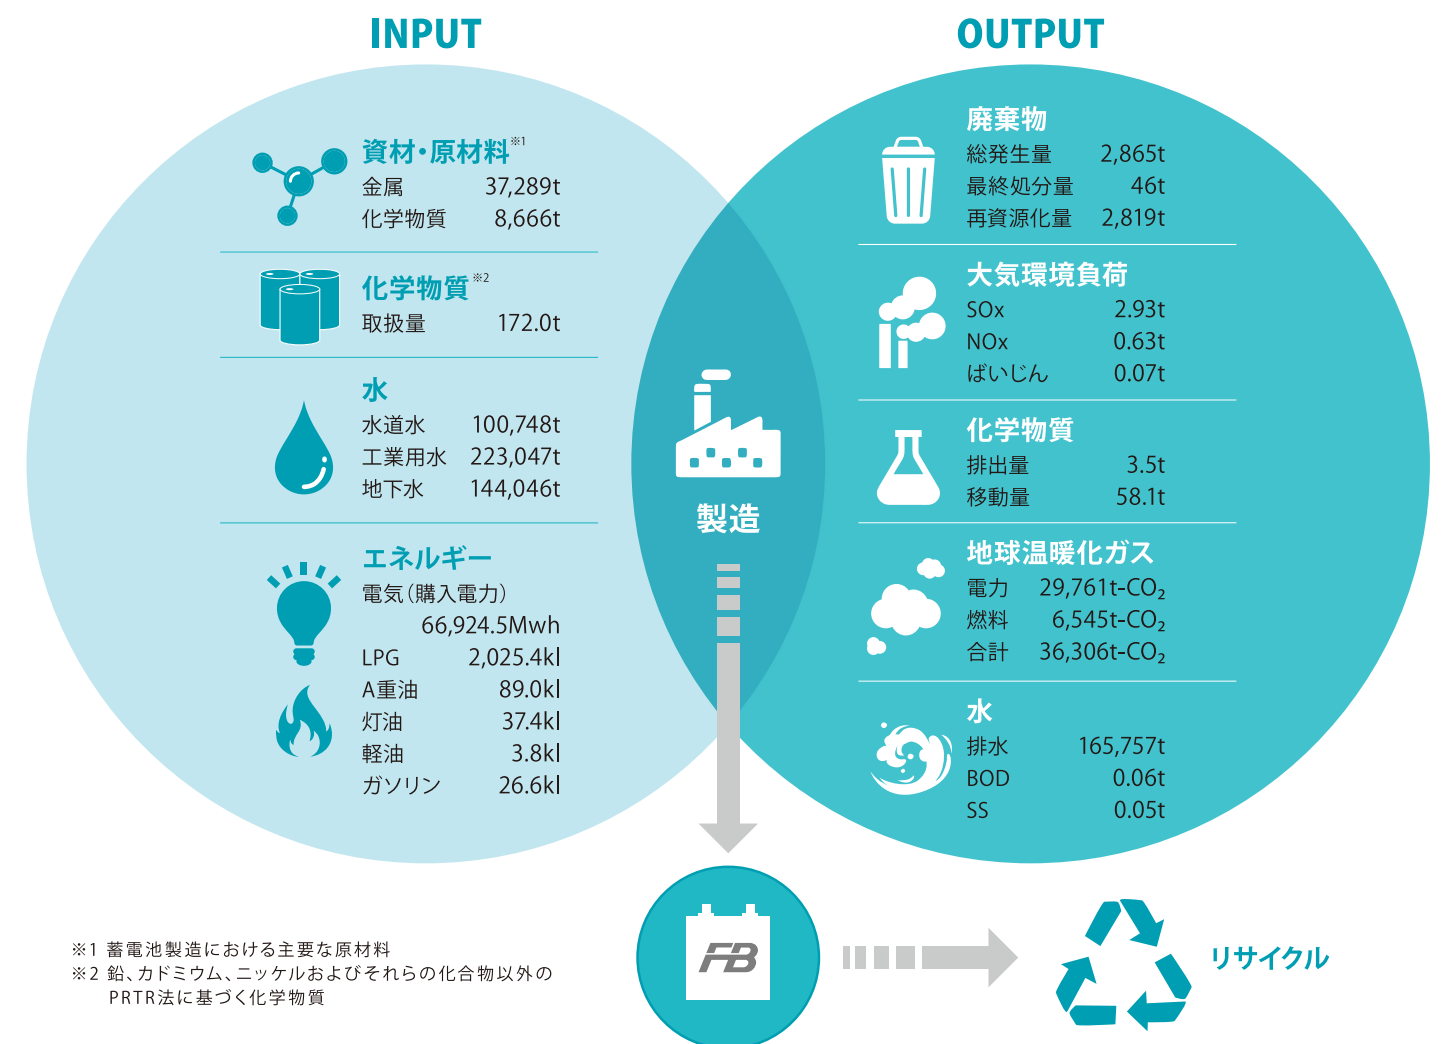 INPUT
資材・原材料※1
金属 37,289t
化学物質 8,666t
化学物質※2
取扱量 172.0t
水
水道水 100,748t
工業用水 223,047t
地下水 144,046t
エネルギー
電気(購入電力)
66,924.5Mwh
LPG 2,025.4kl
A重油 89.0kl
灯油 37.4kl
軽油 3.8kl
ガソリン 26.6kl
製造
OUTPUT
廃棄物
総発生量 2,865t
最終処分量 46t
再資源化量 2,819t
大気環境負荷
SOx 2.93t
NOx 0.63t
ばいじん 0.07t
化学物質
排出量 3.5t
移動量 58.1t
地球温暖化ガス
電力 29,761t-CO₂
燃料 6,545t-CO₂
合計 36,306t-CO₂
水
排水 165,757t
BOD 0.06t
SS 0.05t
FB
リサイクル
※1 蓄電池製造における主要な原材料
※2 鉛、カドミウム、ニッケルおよびそれらの化合物以外の
PRTR法に基づく化学物質